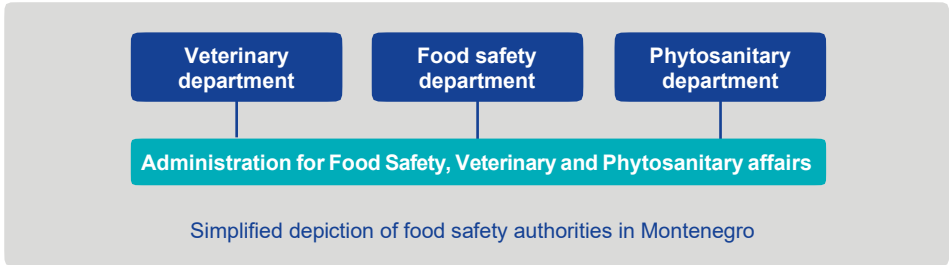 Veterinary
department
Food safety
department
Phytosanitary
department
Administration for Food Safety, Veterinary and Phytosanitary affairs
Simplified depiction of food safety authorities in Montenegro